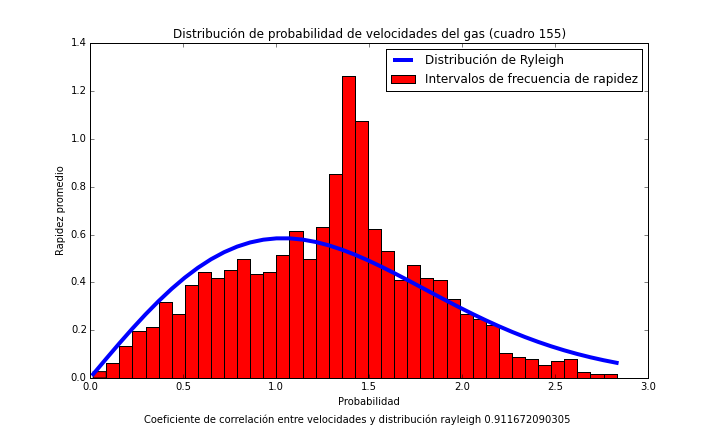 Distribución de probabilidad de velocidades del gas (cuadro 155)
Distribución de Ryleigh
Intervalos de frecuencia de rapidez
Rapidez promedio
1.4
1.2
1.0
0.8
0.6
0.4
0.2
0.0
0.0 0.5 1.0 1.5 2.0 2.5 3.0
Probabilidad
Coeficiente de correlación entre velocidades y distribución rayleigh 0.911672090305